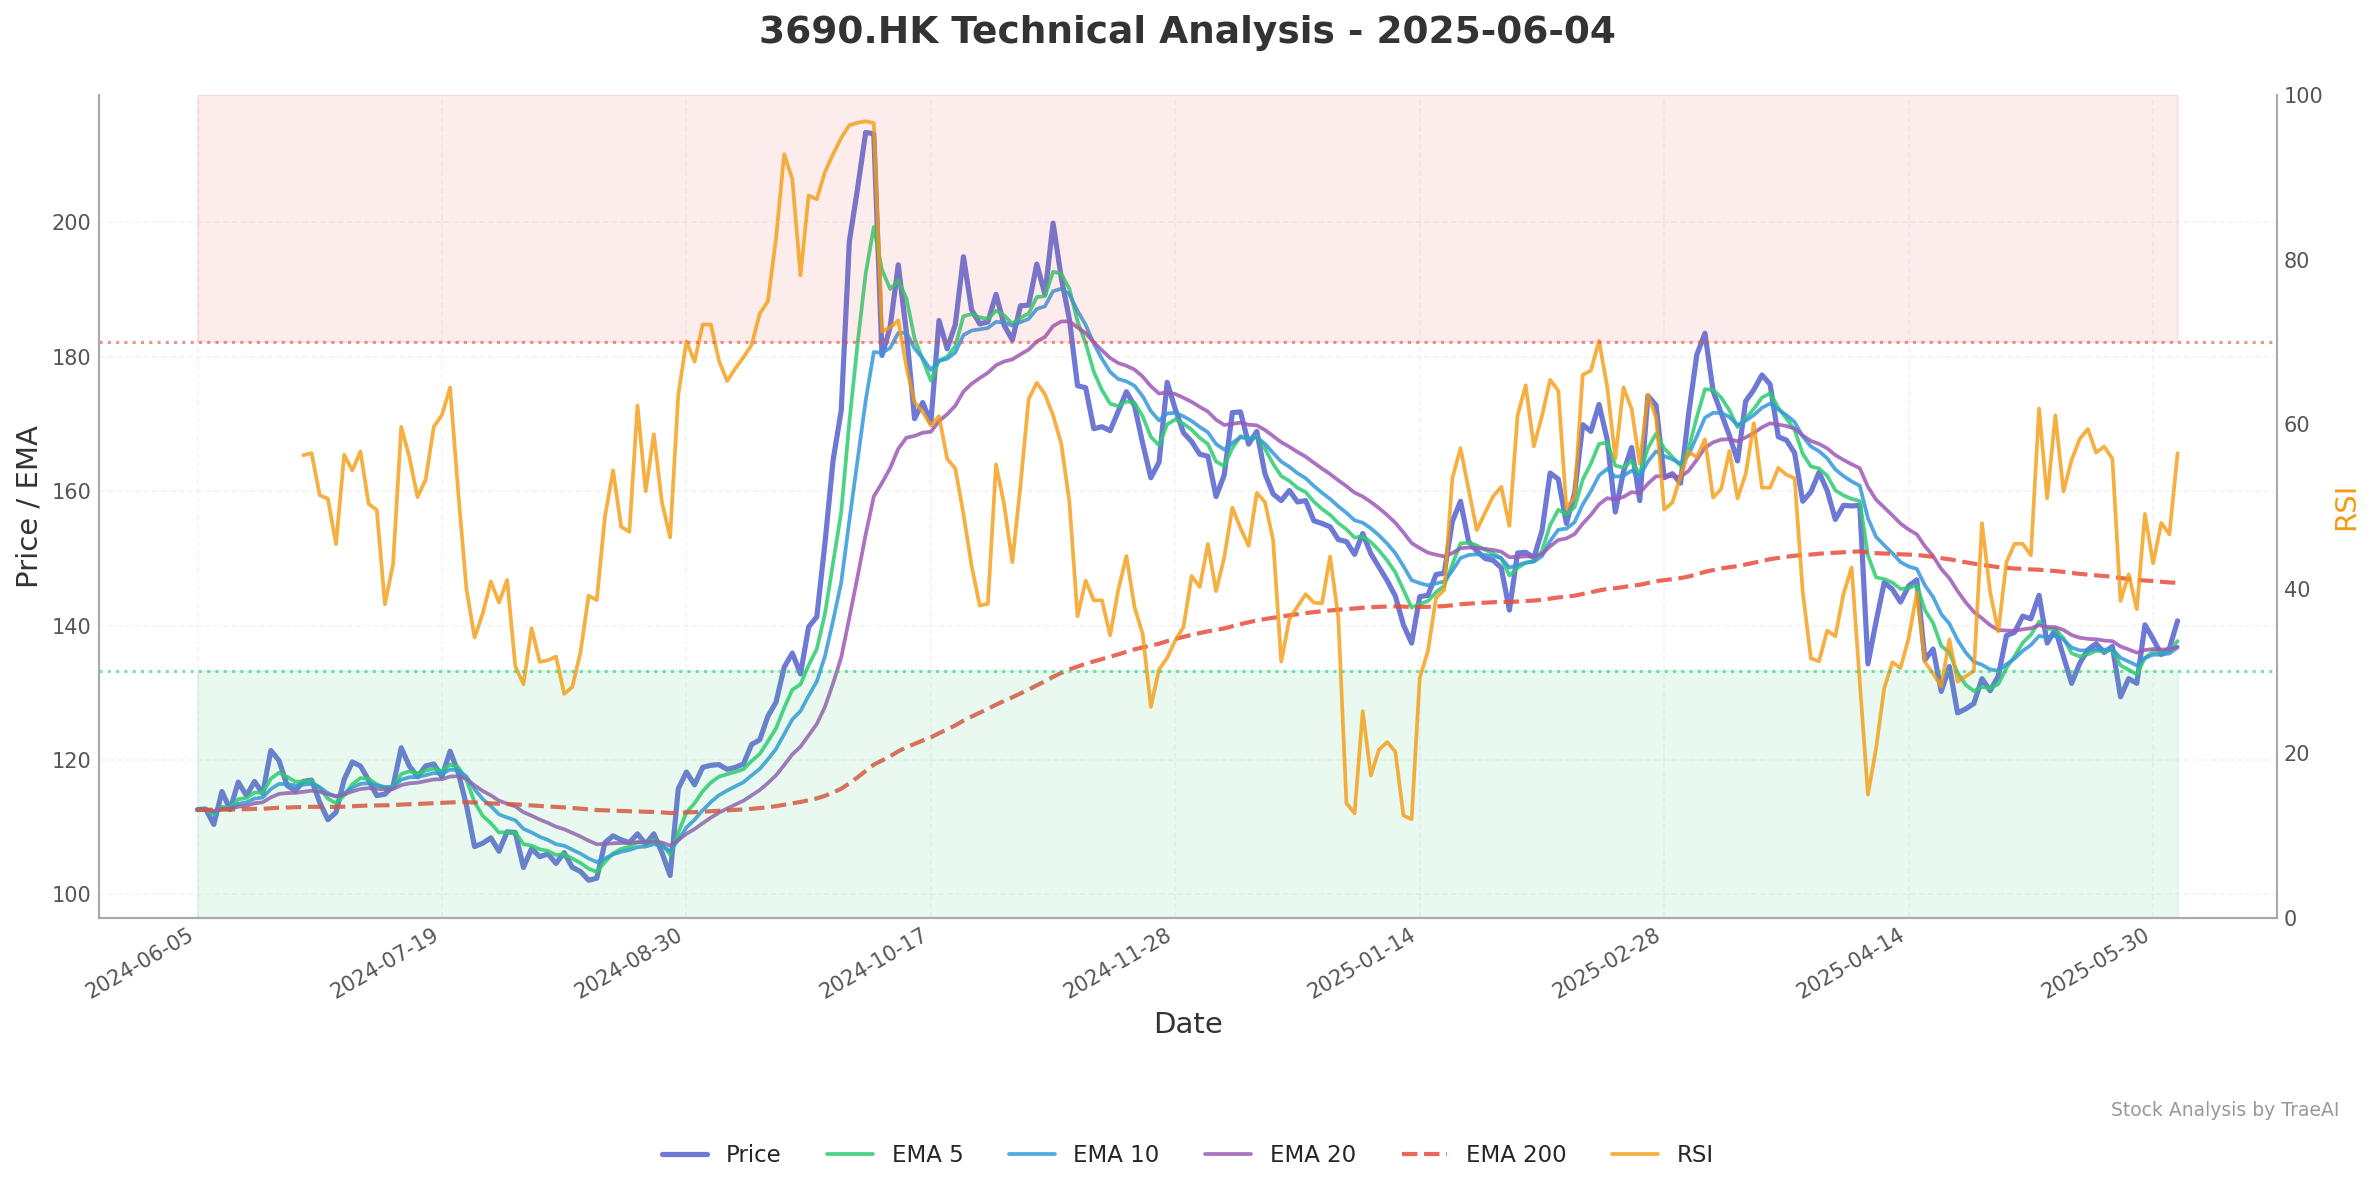 3690.HK Technical Analysis - 2025-06-04
Price / EMA
200
180
160
140
120
100
100
80
60
40
20
0
RSI
2024-06-05
2024-07-19
2024-08-30
2024-10-17
2024-11-28
2025-01-14
2025-02-28
2025-04-14
2025-05-30
Date
Stock Analysis by TraeAI
Price
EMA 5
EMA 10
EMA 20
EMA 200
RSI